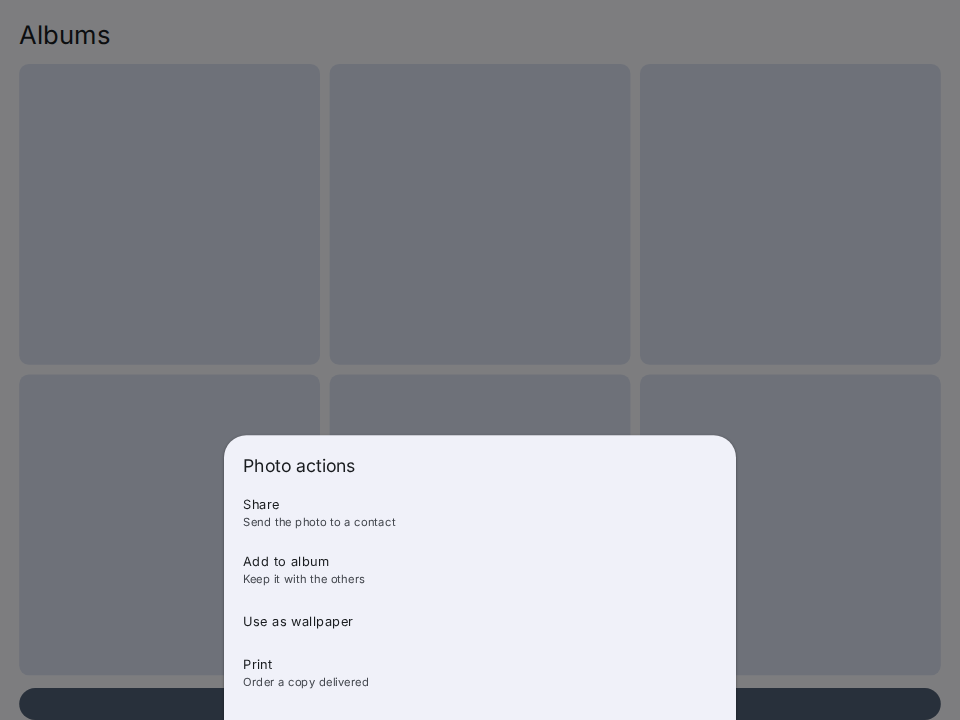 Albums
Photo actions
Share
Send the photo to a contact
Add to album
Keep it with the others
Use as wallpaper
Print
Order a copy delivered